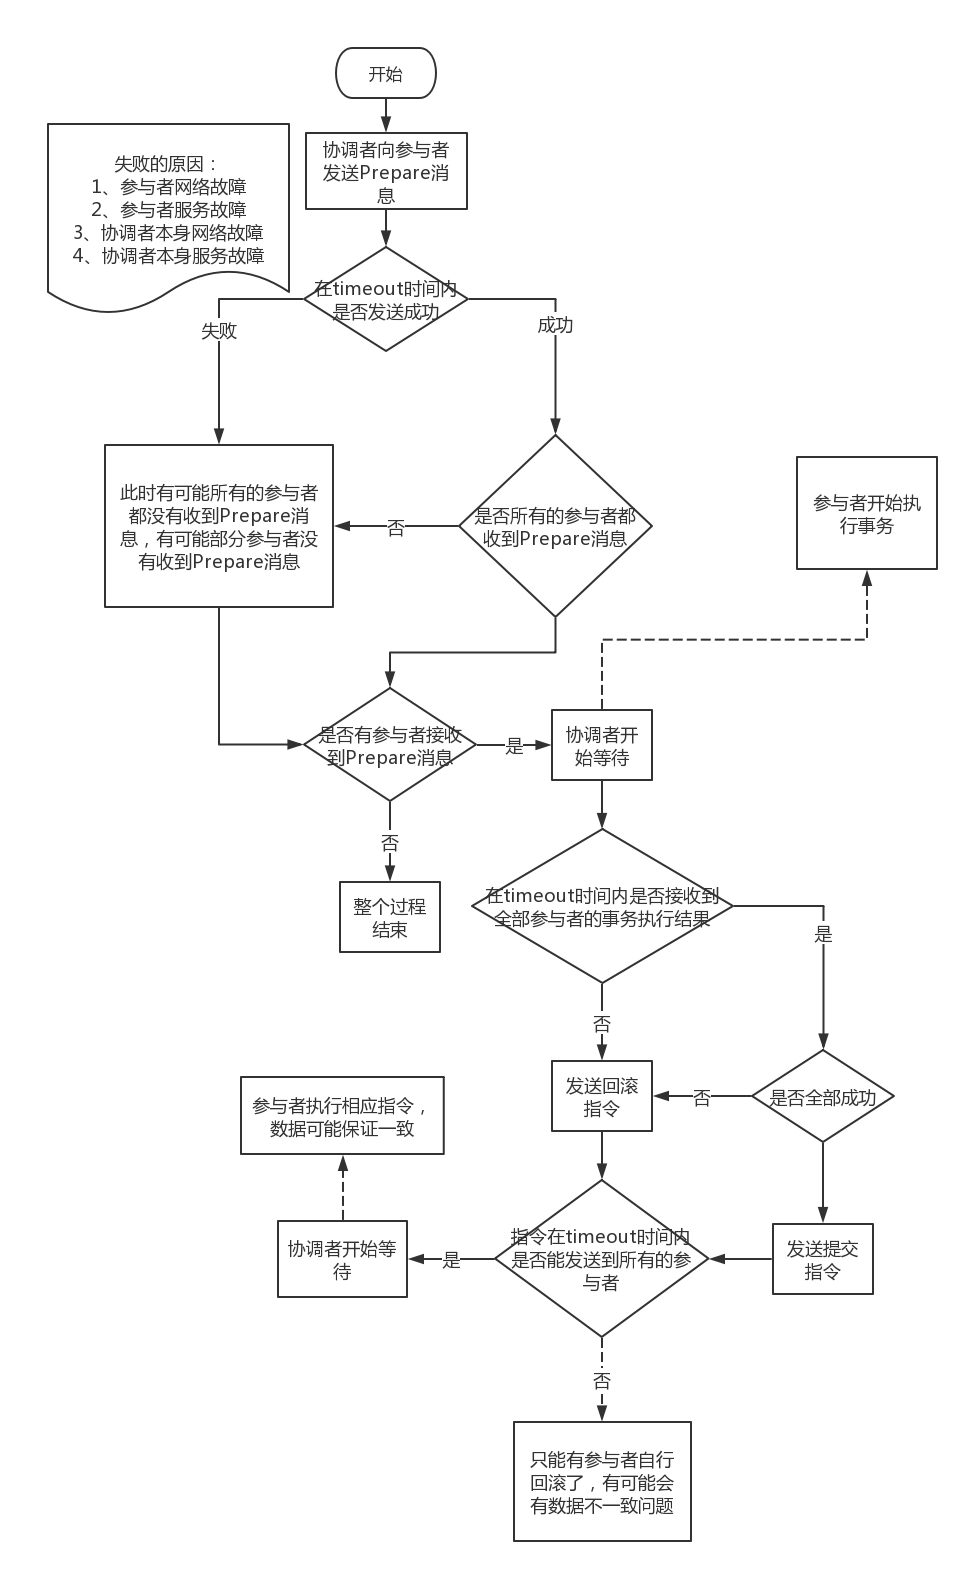 开始
协调者向参与者
发送Prepare消
息
失败的原因：
1、参与者网络故障
2、参与者服务故障
3、协调者本身网络故障
4、协调者本身服务故障
在timeout时间内
是否发送成功
失败
成功
此时有可能所有的参与者
都没有收到Prepare消
息，有可能部分参与者没
有收到Prepare消息
否
是否所有的参与者都
收到Prepare消息
参与者开始执
行事务
是否有参与者接收
到Prepare消息
是
协调者开
始等待
否
整个过程
结束
在timeout时间内是否接收到
全部参与者的事务执行结果
是
否
发送回滚
指令
否
是否全部成功
参与者执行相应指令，
数据可能保证一致
协调者开始等
待
是
指令在timeout时间内
是否能发送到所有的参
与者
发送提交
指令
否
只能有参与者自行
回滚了，有可能会
有数据不一致问题